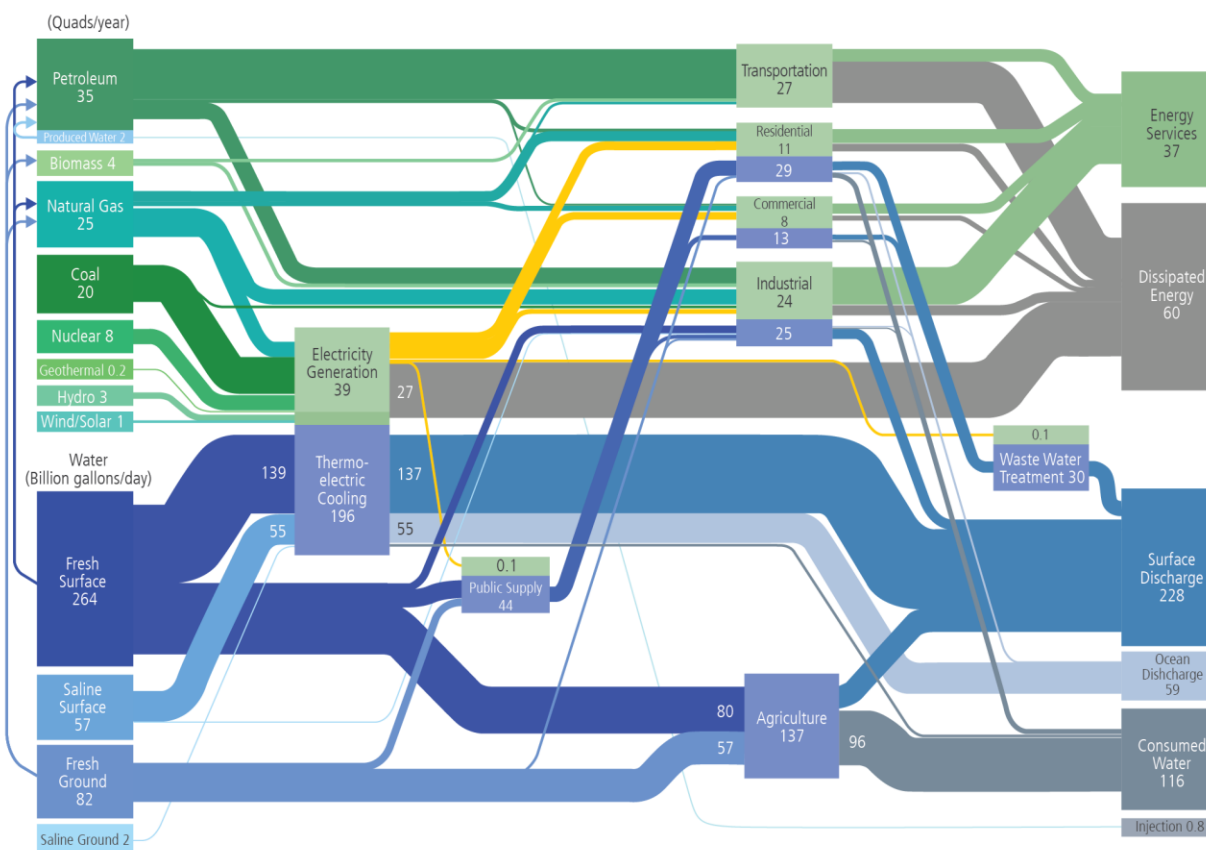 (Quads/year)
Petroleum
35
Produced Water 2
Biomass 4
Natural Gas
25
Coal
20
Nuclear 8
Geothermal 0.2
Hydro 3
Wind/Solar 1
Water
(Billion gallons/day)
Fresh
Surface
264
Saline
Surface
57
Fresh
Ground
82
Saline Ground 2
139
55
Electricity
Generation
39
Thermo-
electric
Cooling
196
27
137
55
0.1
Public Supply
44
Transportation
27
Residential
11
29
Commercial
8
13
Industrial
24
25
80
57
Agriculture
137
96
0.1
Waste Water
Treatment 30
Energy
Services
37
Dissipated
Energy
60
Surface
Discharge
228
Ocean
Dishcharge
59
Consumed
Water
116
Injection 0.8